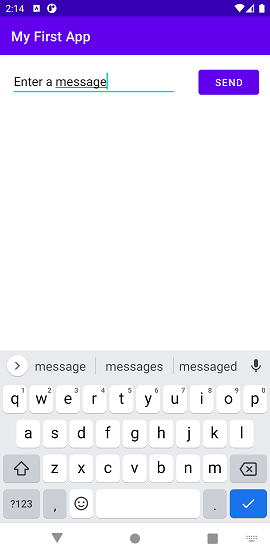 2:14
My First App
Enter a message
SEND
message messages messaged
1 2 3 4 5 6 7 8 9 0
q w e r t y u i o p
a s d f g h j k l
z x c v b n m
?123 , .